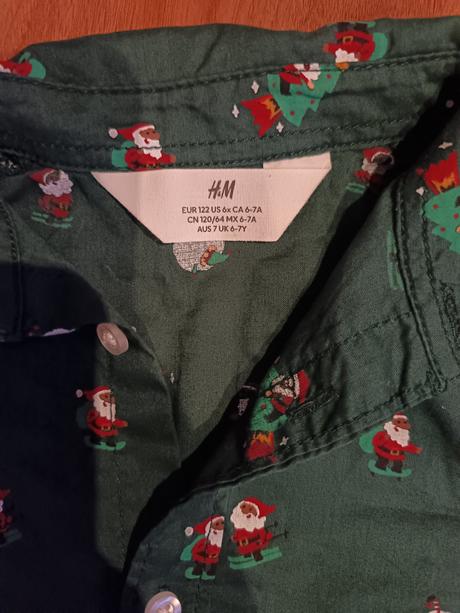 H&M
EUR 122 US 6x CA 6-7A
CN 120/64 MX 6-7A
AUS 7 UK 6-7Y